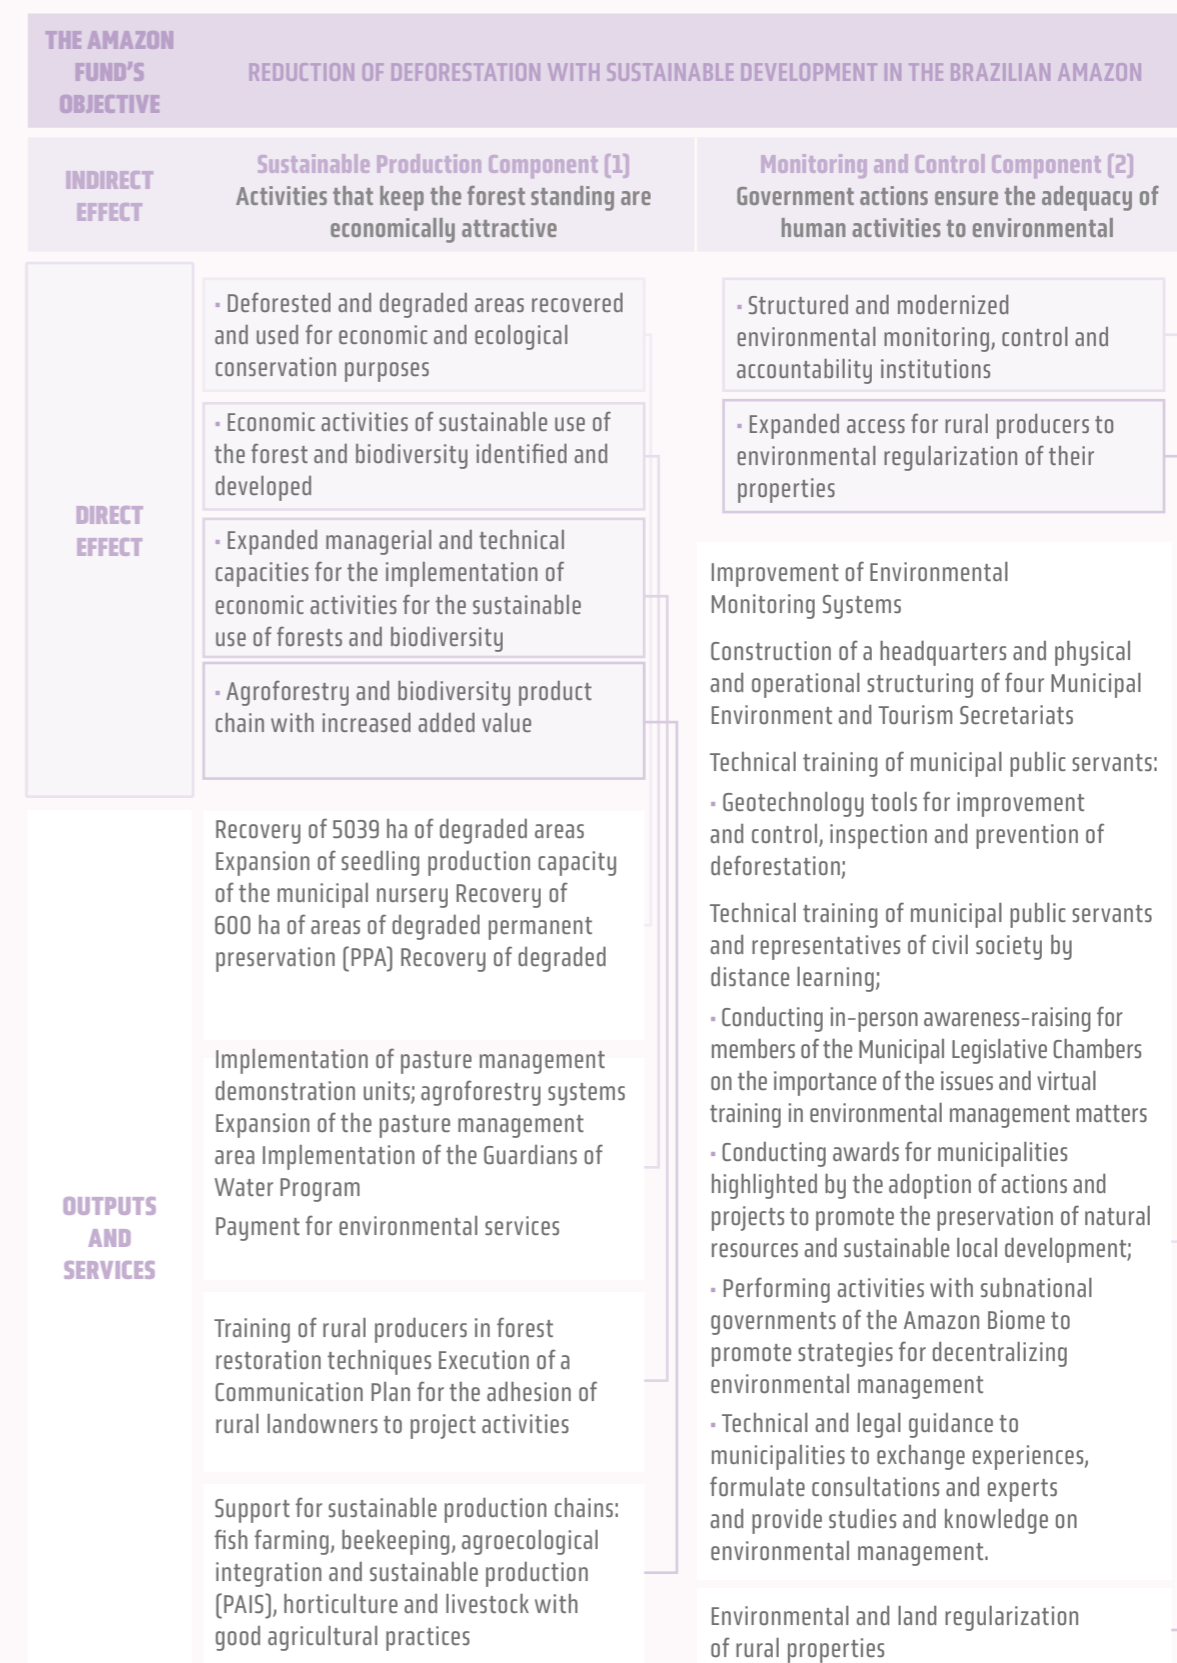 THE AMAZON
FUND'S
OBJECTIVE
REDUCTION OF DEFORESTATION WITH SUSTAINABLE DEVELOPMENT IN THE BRAZILIAN AMAZON
INDIRECT
EFFECT
Sustainable Production Component (1)
Activities that keep the forest standing are
economically attractive
Monitoring and Control Component (2)
Government actions ensure the adequacy of
human activities to environmental
DIRECT
EFFECT
▪ Deforested and degraded areas recovered
and used for economic and ecological
conservation purposes
▪ Economic activities of sustainable use of
the forest and biodiversity identified and
developed
▪ Expanded managerial and technical
capacities for the implementation of
economic activities for the sustainable
use of forests and biodiversity
▪ Agroforestry and biodiversity product
chain with increased added value
▪ Structured and modernized
environmental monitoring, control and
accountability institutions
▪ Expanded access for rural producers to
environmental regularization of their
properties
OUTPUTS
AND
SERVICES
Recovery of 5039 ha of degraded areas
Expansion of seedling production capacity
of the municipal nursery Recovery of
600 ha of areas of degraded permanent
preservation (PPA) Recovery of degraded
Implementation of pasture management
demonstration units; agroforestry systems
Expansion of the pasture management
area Implementation of the Guardians of
Water Program
Payment for environmental services
Training of rural producers in forest
restoration techniques Execution of a
Communication Plan for the adhesion of
rural landowners to project activities
Support for sustainable production chains:
fish farming, beekeeping, agroecological
integration and sustainable production
(PAIS), horticulture and livestock with
good agricultural practices
Improvement of Environmental
Monitoring Systems
Construction of a headquarters and physical
and operational structuring of four Municipal
Environment and Tourism Secretariats
Technical training of municipal public servants:
▪ Geotechnology tools for improvement
and control, inspection and prevention of
deforestation;
Technical training of municipal public servants
and representatives of civil society by
distance learning;
▪ Conducting in-person awareness-raising for
members of the Municipal Legislative Chambers
on the importance of the issues and virtual
training in environmental management matters
▪ Conducting awards for municipalities
highlighted by the adoption of actions and
projects to promote the preservation of natural
resources and sustainable local development;
▪ Performing activities with subnational
governments of the Amazon Biome to
promote strategies for decentralizing
environmental management
▪ Technical and legal guidance to
municipalities to exchange experiences,
formulate consultations and experts
and provide studies and knowledge on
environmental management.
Environmental and land regularization
of rural properties